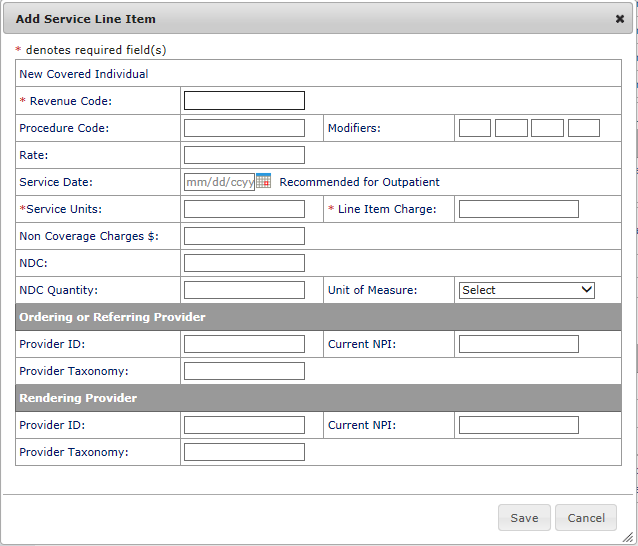 Add Service Line Item
* denotes required field(s)
New Covered Individual
* Revenue Code:
Procedure Code: Modifiers:
Rate:
Service Date: mm/dd/ccyy Recommended for Outpatient
*Service Units: * Line Item Charge:
Non Coverage Charges $:
NDC:
NDC Quantity: Unit of Measure: Select
Ordering or Referring Provider
Provider ID: Current NPI:
Provider Taxonomy:
Rendering Provider
Provider ID: Current NPI:
Provider Taxonomy:
Save Cancel